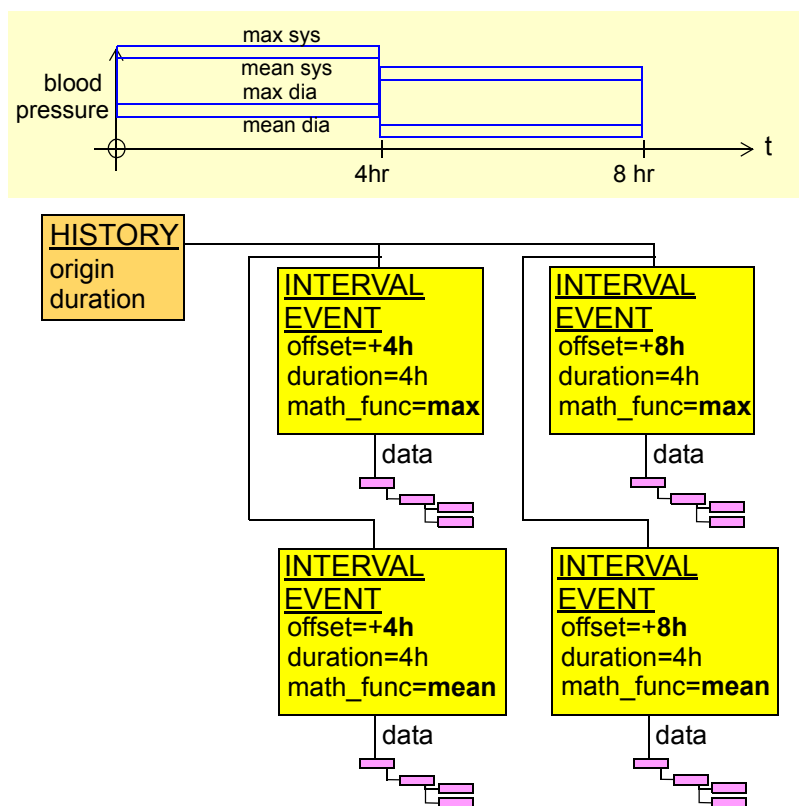 max sys
mean sys
max dia
mean dia
blood
pressure
t
4hr
8 hr
HISTORY
origin
duration
INTERVAL
EVENT
offset=+4h
duration=4h
math_func=max
data
INTERVAL
EVENT
offset=+8h
duration=4h
math_func=max
data
INTERVAL
EVENT
offset=+4h
duration=4h
math_func=mean
data
INTERVAL
EVENT
offset=+8h
duration=4h
math_func=mean
data